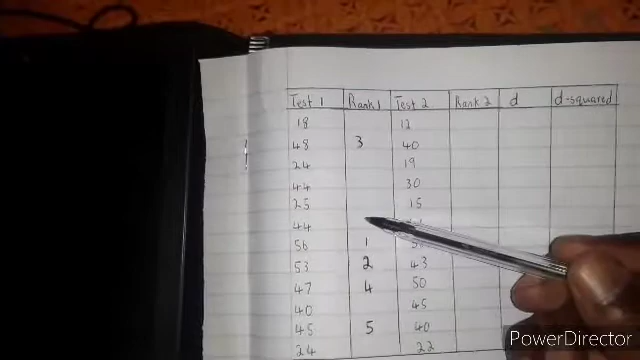 Test 1 Rank 1 Test 2 Rank 2 d d-squared
18 12
48 3 40
24 19
44 30
25 15
44
56 1
53 2 43
47 4 50
40 45
45 5 40
24 22
PowerDirector